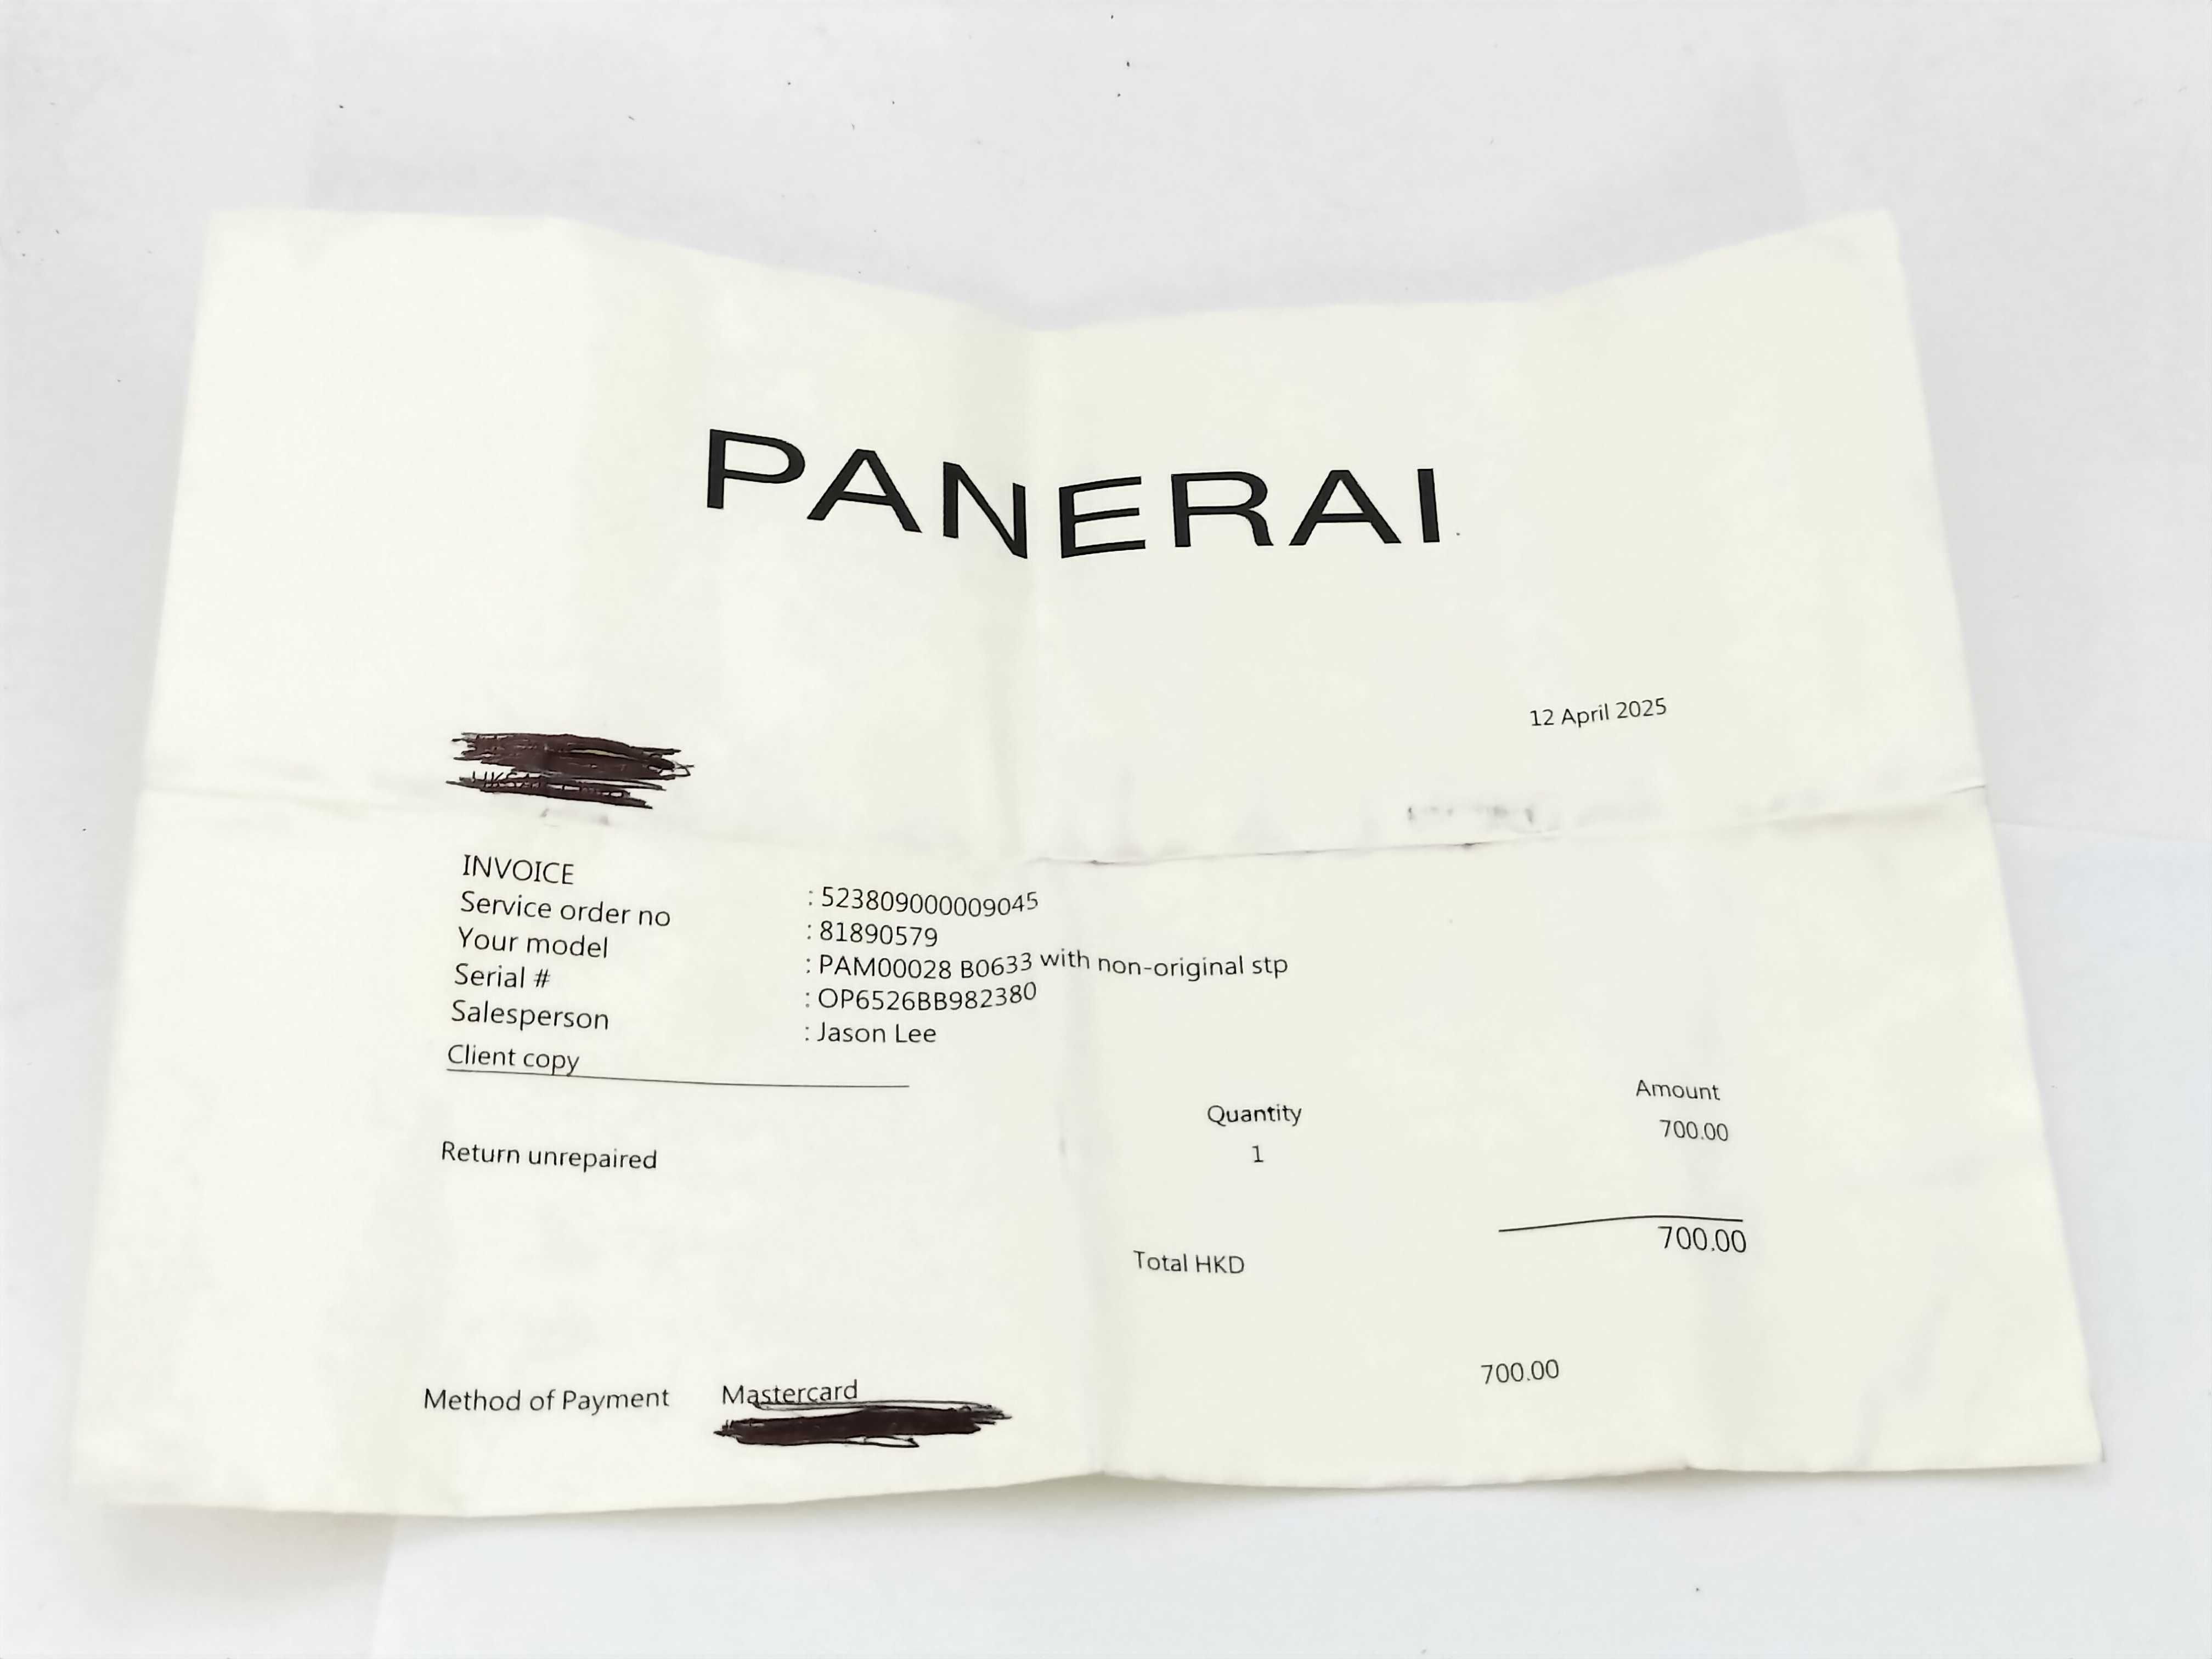 PANERAI
12 April 2025
INVOICE : 523809000009045
Service order no : 81890579
Your model : PAM00028 B0633 with non-original stp
Serial # : OP6526BB982380
Salesperson : Jason Lee
Client copy
Quantity Amount
Return unrepaired 1 700.00
Total HKD 700.00
Method of Payment Mastercard 700.00